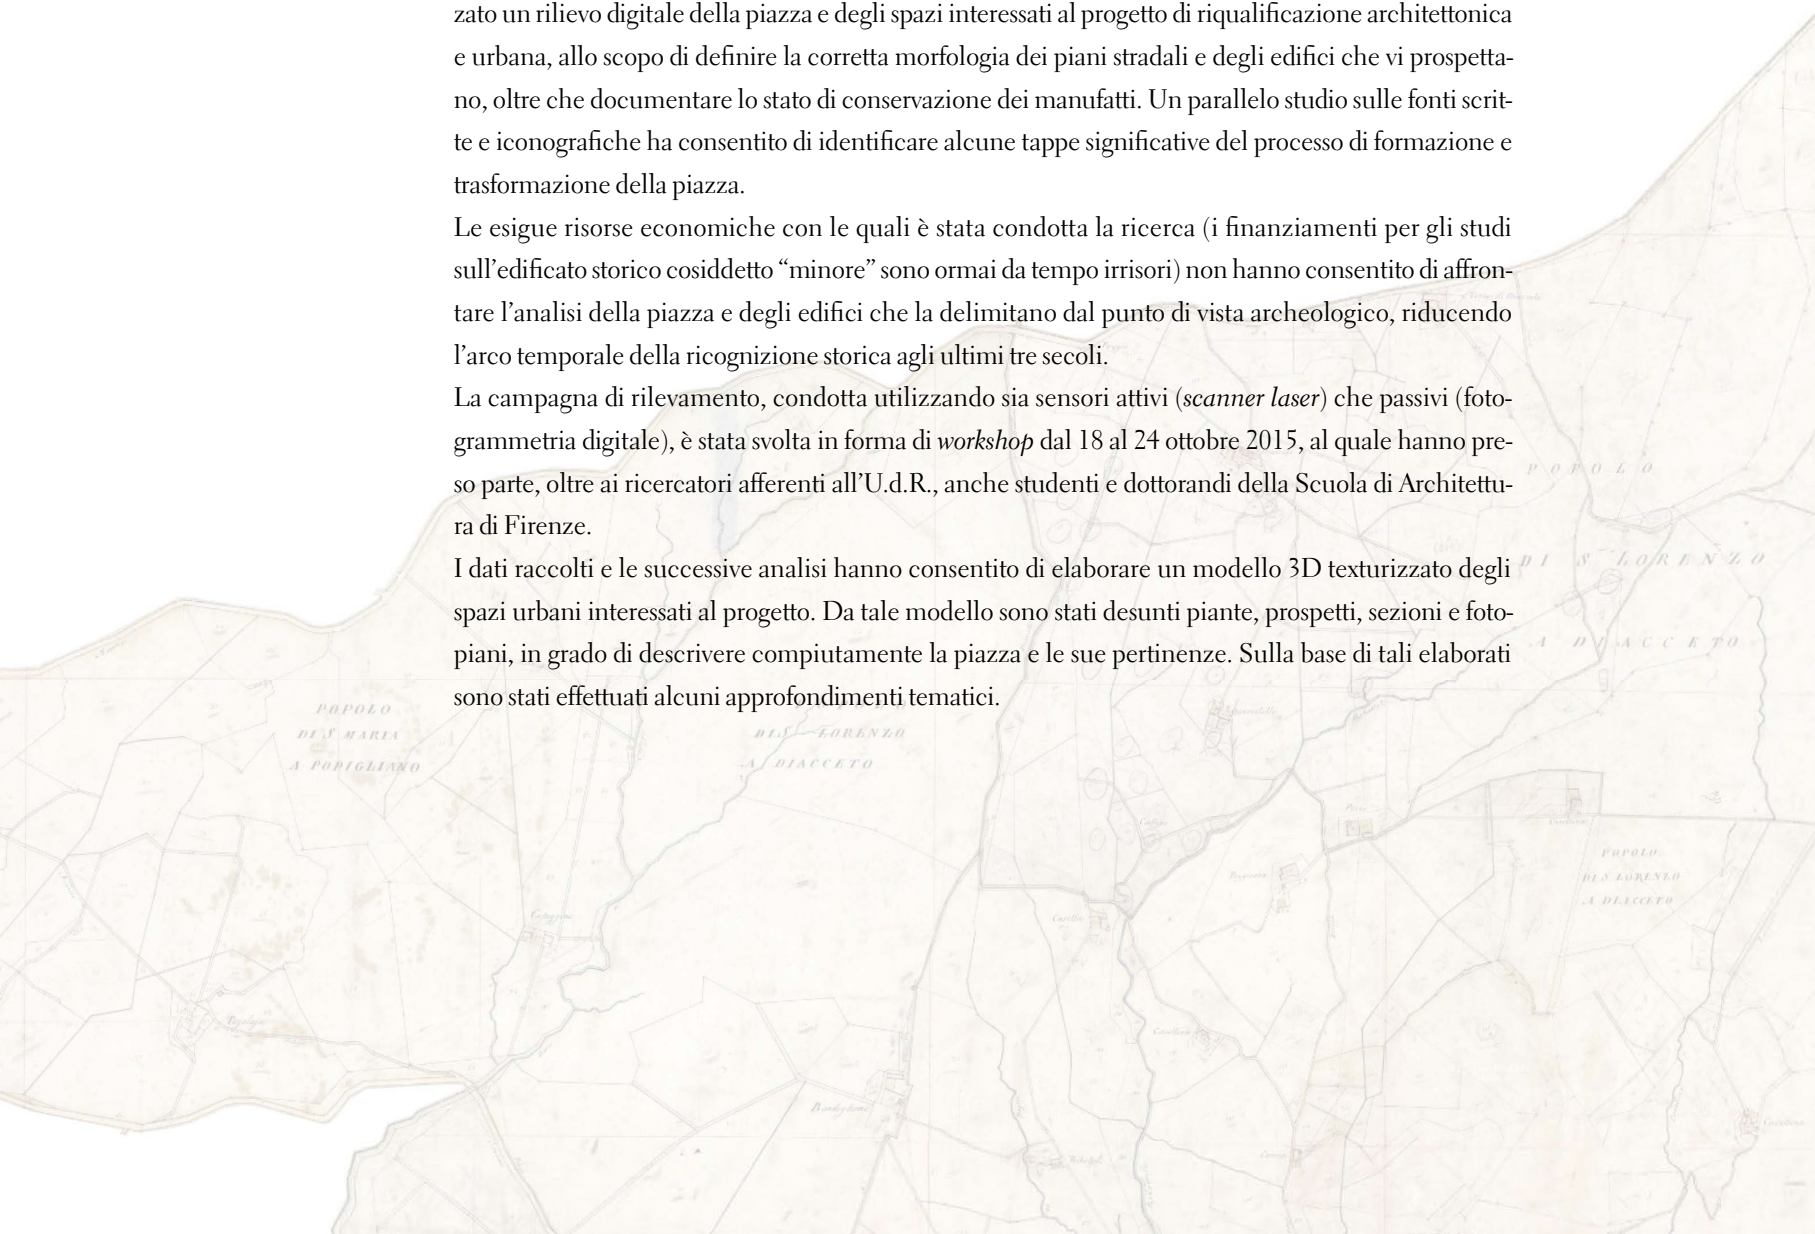 zato un rilievo digitale della piazza e degli spazi interessati al progetto di riqualificazione architettonica
e urbana, allo scopo di definire la corretta morfologia dei piani stradali e degli edifici che vi prospetta-
no, oltre che documentare lo stato di conservazione dei manufatti. Un parallelo studio sulle fonti scrit-
te e iconografiche ha consentito di identificare alcune tappe significative del processo di formazione e
trasformazione della piazza.
Le esigue risorse economiche con le quali è stata condotta la ricerca (i finanziamenti per gli studi
sull’edificato storico cosiddetto “minore” sono ormai da tempo irrisori) non hanno consentito di affron-
tare l’analisi della piazza e degli edifici che la delimitano dal punto di vista archeologico, riducendo
l’arco temporale della ricognizione storica agli ultimi tre secoli.
La campagna di rilevamento, condotta utilizzando sia sensori attivi (scanner laser) che passivi (foto-
grammetria digitale), è stata svolta in forma di workshop dal 18 al 24 ottobre 2015, al quale hanno pre-
so parte, oltre ai ricercatori afferenti all’U.d.R., anche studenti e dottorandi della Scuola di Architettu-
ra di Firenze.
I dati raccolti e le successive analisi hanno consentito di elaborare un modello 3D texturizzato degli
spazi urbani interessati al progetto. Da tale modello sono stati desunti piante, prospetti, sezioni e foto-
piani, in grado di descrivere compiutamente la piazza e le sue pertinenze. Sulla base di tali elaborati
sono stati effettuati alcuni approfondimenti tematici.
POPOLO
DI S LORENZO
A DIACCETO
POPOLO
DI S MARIA
A POPIGLIANO
DI S LORENZO
A DIACCETO
POPOLO
DI S LORENZO
A DIACCETO